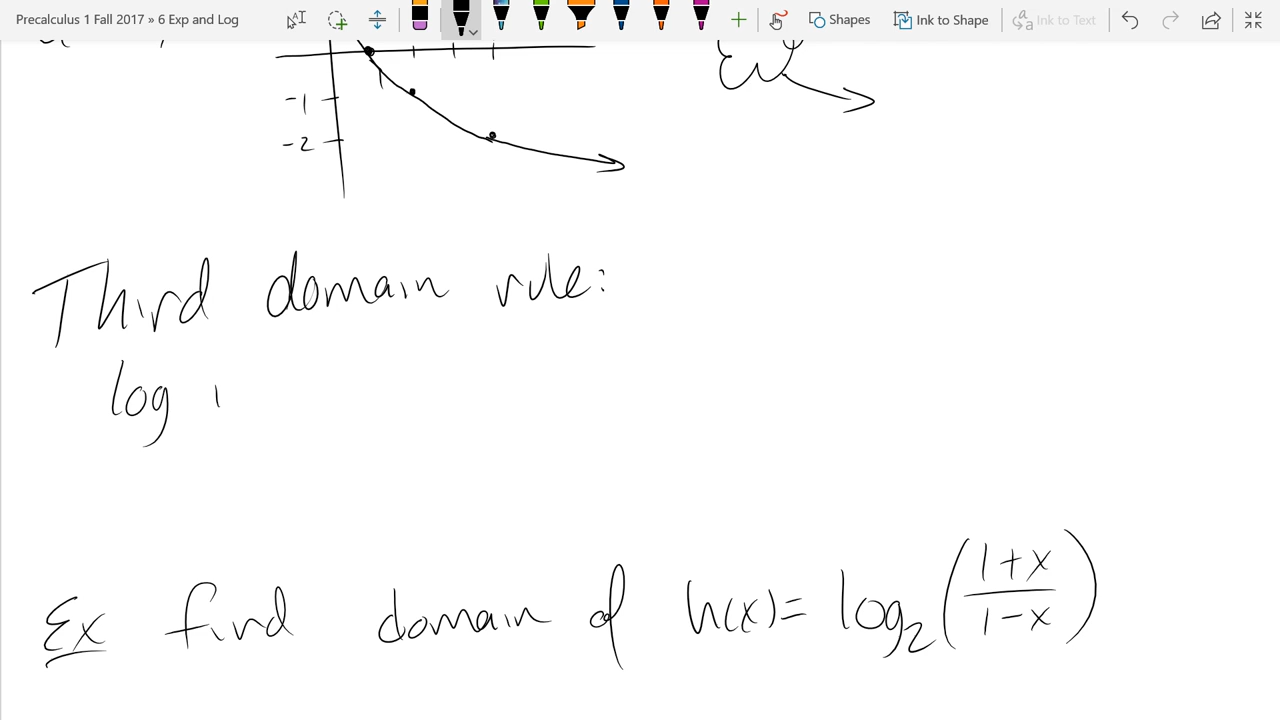 Precalculus 1 Fall 2017 » 6 Exp and Log
Shapes
Ink to Shape
Ink to Text
-1
-2
Third domain rule:
log
Ex find domain of h(x) = log₂((1+x)/(1-x))